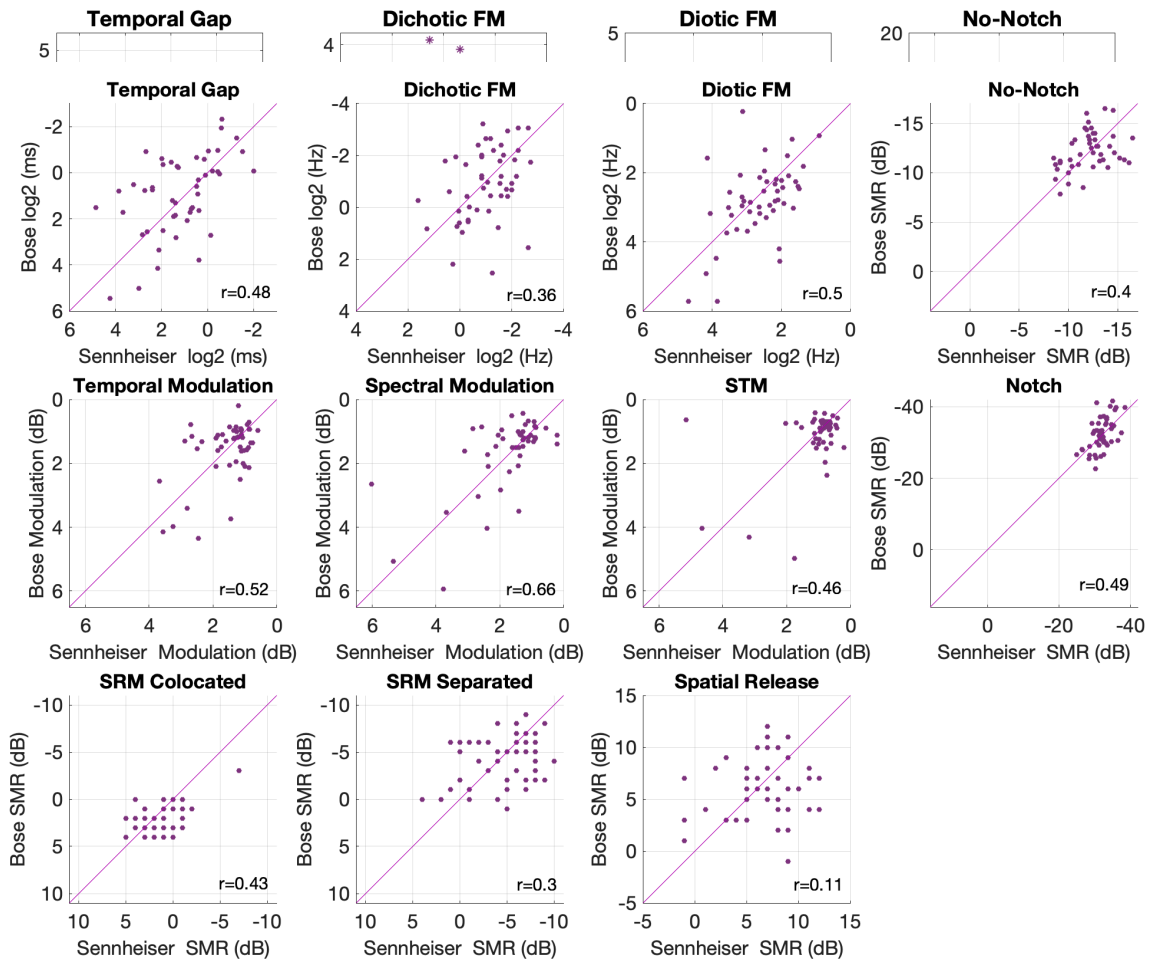 Temporal Gap Dichotic FM Diotic FM No-Notch
5 4 5 20
Temporal Gap Dichotic FM Diotic FM No-Notch
Bose log2 (ms)
-2
0
2
4
6
r=0.48
6 4 2 0 -2
Sennheiser log2 (ms)
Bose log2 (Hz)
-4
-2
0
2
4
r=0.36
4 2 0 -2 -4
Sennheiser log2 (Hz)
Bose log2 (Hz)
0
2
4
6
r=0.5
6 4 2 0
Sennheiser log2 (Hz)
Bose SMR (dB)
-15
-10
-5
0
r=0.4
0 -5 -10 -15
Sennheiser SMR (dB)
Temporal Modulation Spectral Modulation STM Notch
Bose Modulation (dB)
0
2
4
6
r=0.52
6 4 2 0
Sennheiser Modulation (dB)
Bose Modulation (dB)
0
2
4
6
r=0.66
6 4 2 0
Sennheiser Modulation (dB)
Bose Modulation (dB)
0
2
4
6
r=0.46
6 4 2 0
Sennheiser Modulation (dB)
Bose SMR (dB)
-40
-20
0
r=0.49
0 -20 -40
Sennheiser SMR (dB)
SRM Colocated SRM Separated Spatial Release
Bose SMR (dB)
-10
-5
0
5
10
r=0.43
10 5 0 -5 -10
Sennheiser SMR (dB)
Bose SMR (dB)
-10
-5
0
5
10
r=0.3
10 5 0 -5 -10
Sennheiser SMR (dB)
Bose SMR (dB)
15
10
5
0
-5
r=0.11
-5 0 5 10 15
Sennheiser SMR (dB)